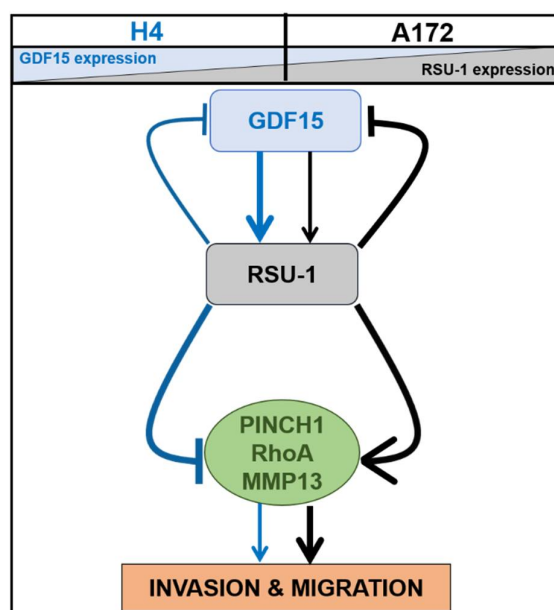 H4
A172
GDF15 expression
RSU-1 expression
GDF15
RSU-1
PINCH1
RhoA
MMP13
INVASION & MIGRATION